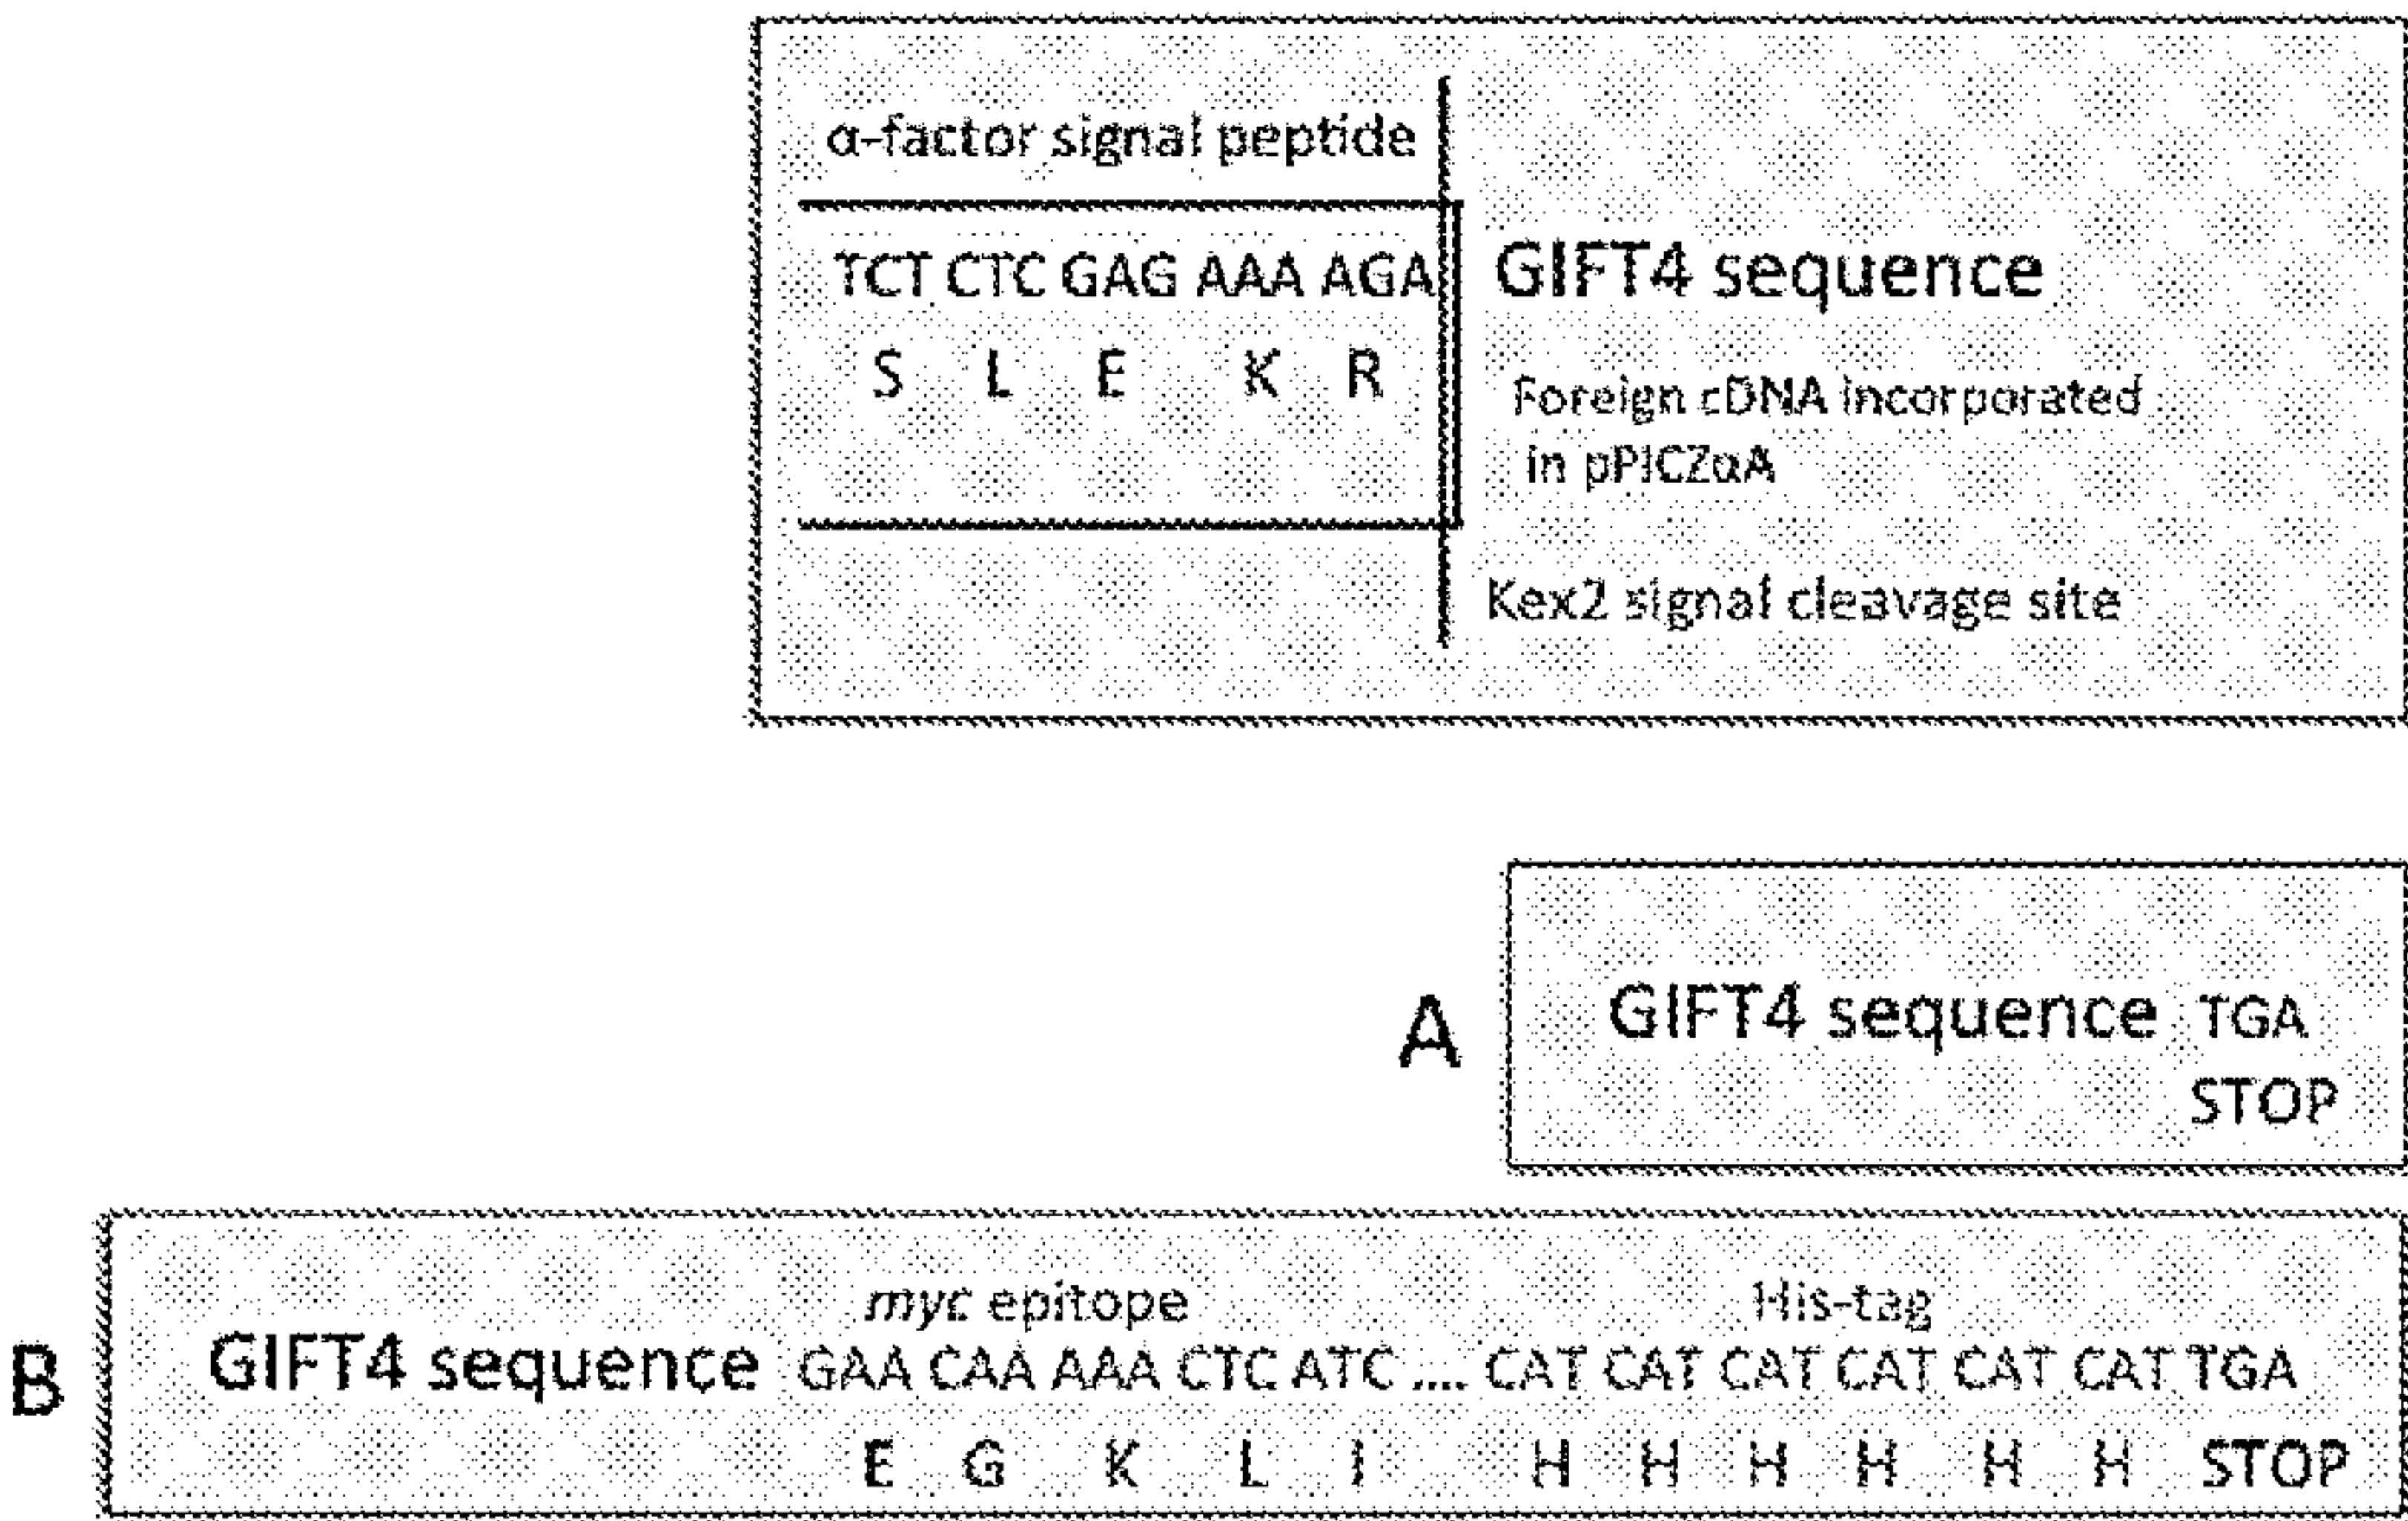 α-factor signal peptide
TCT CTC GAG AAA AGA GIFT4 sequence
S L E K R
Foreign cDNA incorporated
in pPICZαA
Kex2 signal cleavage site
A
GIFT4 sequence TGA
STOP
B
myc epitope His-tag
GIFT4 sequence GAA CAA AAA CTC ATC .... CAT CAT CAT CAT CAT CAT TGA
E G K L I H H H H H H STOP